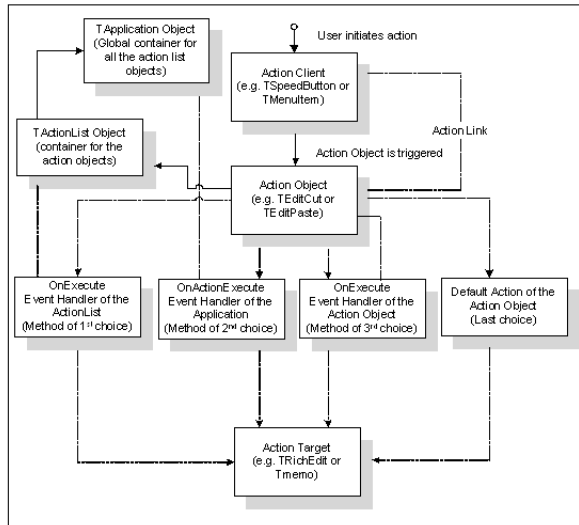 TApplication Object
(Global container for
all the action list
objects)
User initiates action
Action Client
(e.g. TSpeedButton or
TMenuItem)
Action Link
TActionList Object
(container for the
action objects)
Action Object is triggered
Action Object
(e.g. TEditCut or
TEditPaste)
OnExecute
Event Handler of the
ActionList
(Method of 1st choice)
OnActionExecute
Event Handler of the
Application
(Method of 2nd choice)
OnExecute
Event Handler of the
Action Object
(Method of 3rd choice)
Default Action of the
Action Object
(Last choice)
Action Target
(e.g. TRichEdit or
Tmemo)